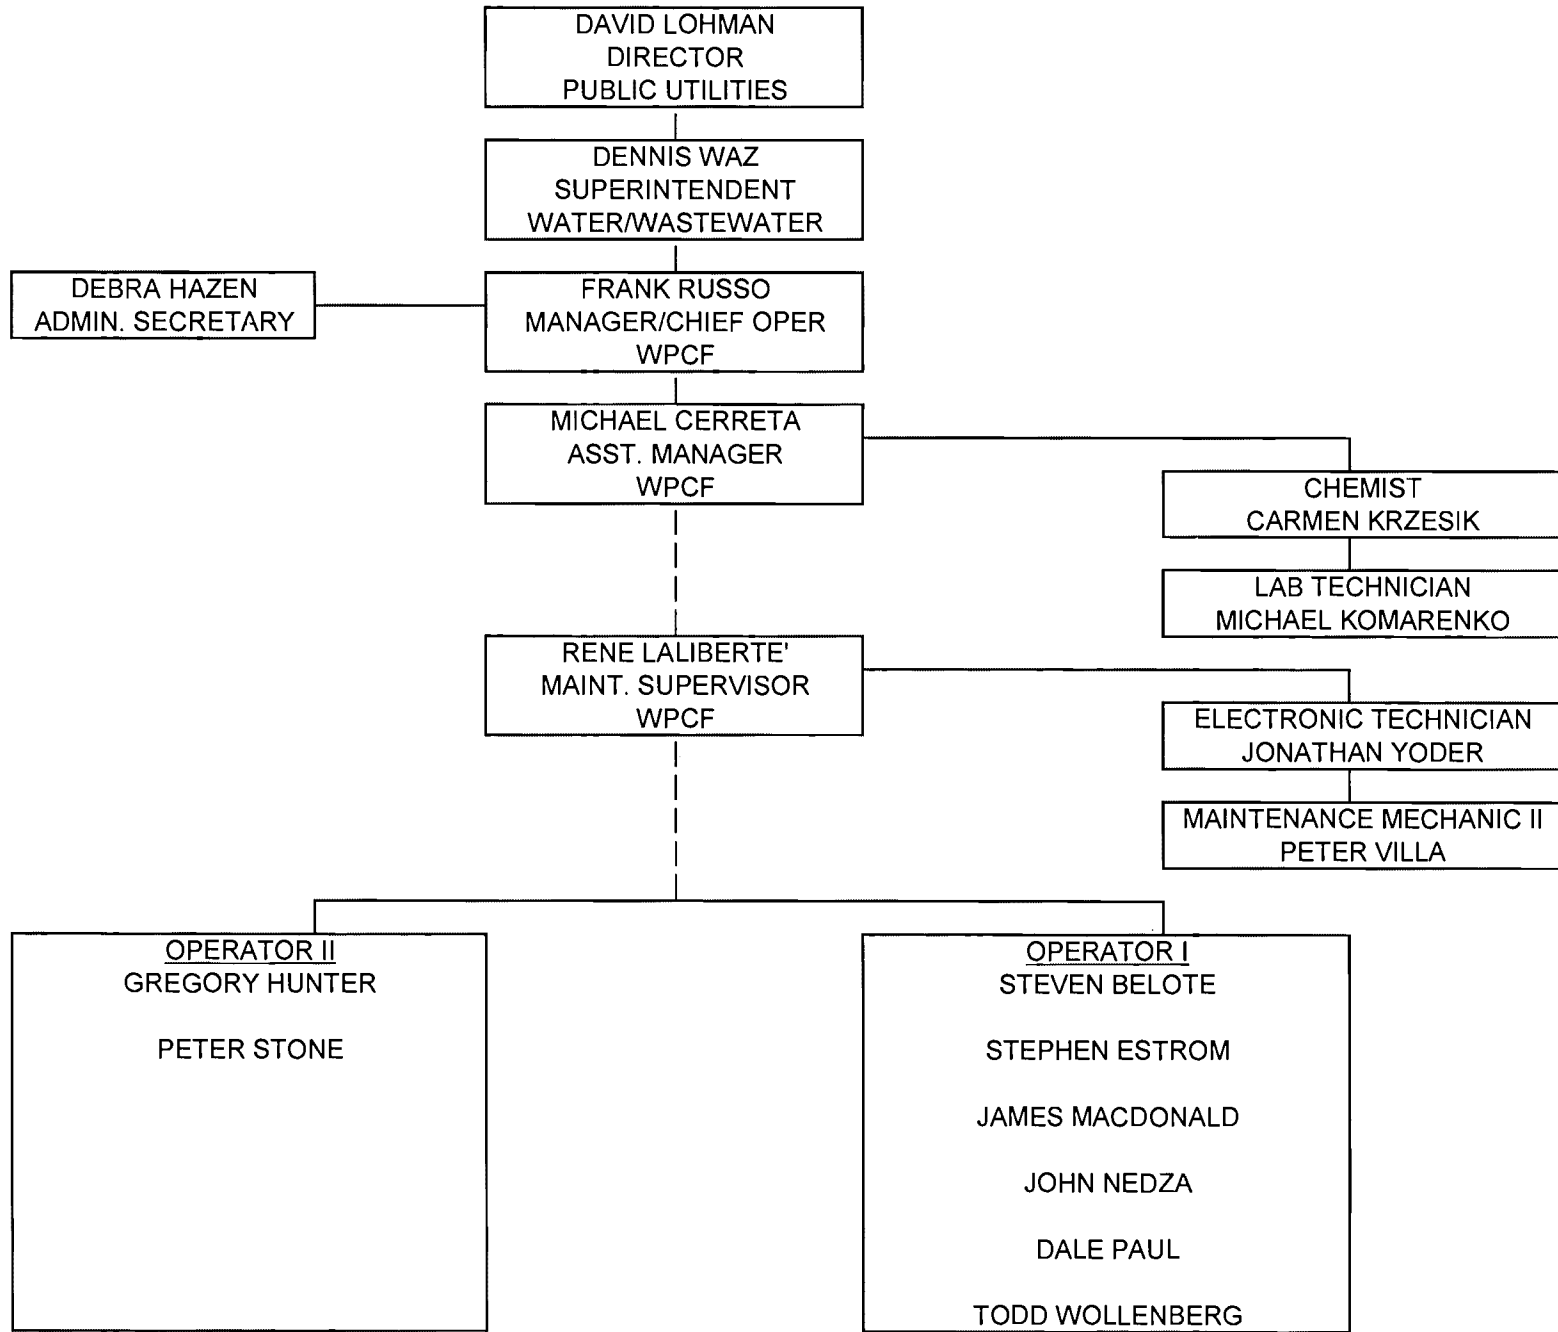 DAVID LOHMAN
DIRECTOR
PUBLIC UTILITIES
DENNIS WAZ
SUPERINTENDENT
WATER/WASTEWATER
DEBRA HAZEN
ADMIN. SECRETARY
FRANK RUSSO
MANAGER/CHIEF OPER
WPCF
MICHAEL CERRETA
ASST. MANAGER
WPCF
CHEMIST
CARMEN KRZESIK
LAB TECHNICIAN
MICHAEL KOMARENKO
RENE LALIBERTE'
MAINT. SUPERVISOR
WPCF
ELECTRONIC TECHNICIAN
JONATHAN YODER
MAINTENANCE MECHANIC II
PETER VILLA
OPERATOR II
GREGORY HUNTER
PETER STONE
OPERATOR I
STEVEN BELOTE
STEPHEN ESTROM
JAMES MACDONALD
JOHN NEDZA
DALE PAUL
TODD WOLLENBERG